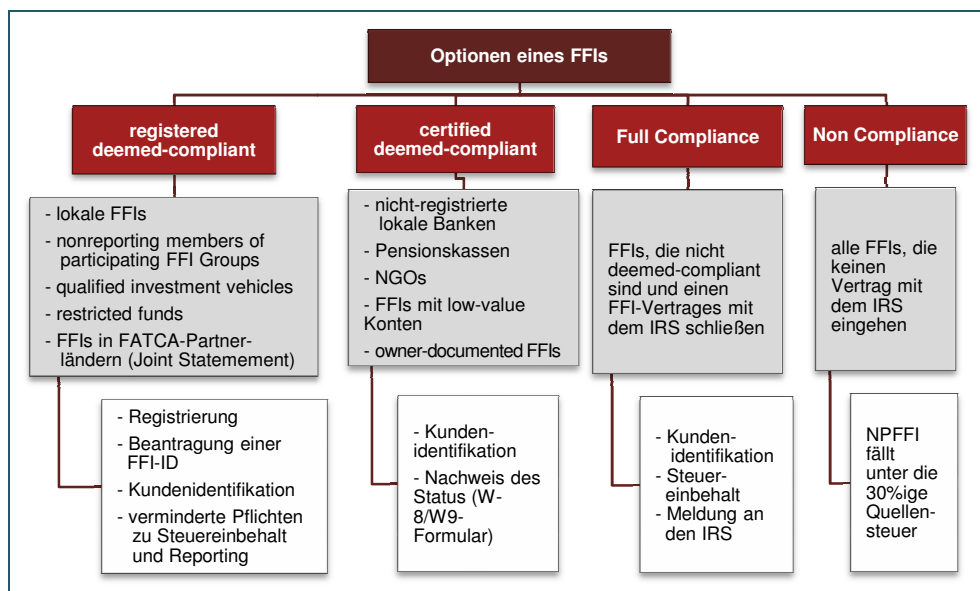 Optionen eines FFIs
registered
deemed-compliant
- lokale FFIs
- nonreporting members of
participating FFI Groups
- qualified investment vehicles
- restricted funds
- FFIs in FATCA-Partner-
ländern (Joint Statemement)
- Registrierung
- Beantragung einer
FFI-ID
- Kundenidentifikation
- verminderte Pflichten
zu Steuereinbehalt
und Reporting
certified
deemed-compliant
- nicht-registrierte
lokale Banken
- Pensionskassen
- NGOs
- FFIs mit low-value
Konten
- owner-documented FFIs
- Kunden-
identifikation
- Nachweis des
Status (W-
8/W9-
Formular)
Full Compliance
FFIs, die nicht
deemed-compliant
sind und einen
FFI-Vertrages mit
dem IRS schließen
- Kunden-
identifikation
- Steuer-
einbehalt
- Meldung an
den IRS
Non Compliance
alle FFIs, die
keinen
Vertrag mit
dem IRS
eingehen
NPFFI
fällt
unter die
30%ige
Quellen-
steuer